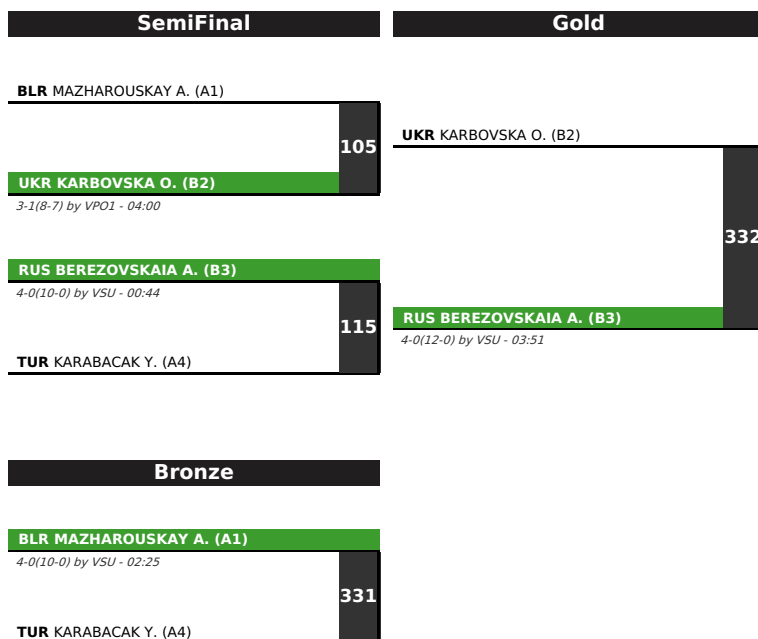 SemiFinal
BLR MAZHAROUSKAY A. (A1)
105
UKR KARBOVSKA O. (B2)
3-1(8-7) by VPO1 - 04:00
RUS BEREZOVSKAIA A. (B3)
4-0(10-0) by VSU - 00:44
115
TUR KARABACAK Y. (A4)
Gold
UKR KARBOVSKA O. (B2)
332
RUS BEREZOVSKAIA A. (B3)
4-0(12-0) by VSU - 03:51
Bronze
BLR MAZHAROUSKAY A. (A1)
4-0(10-0) by VSU - 02:25
331
TUR KARABACAK Y. (A4)